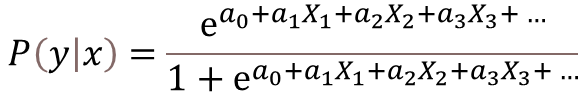 P(y|x) = e^{a₀+a₁X₁+a₂X₂+a₃X₃+ …} / 1 + e^{a₀+a₁X₁+a₂X₂+a₃X₃+ …}